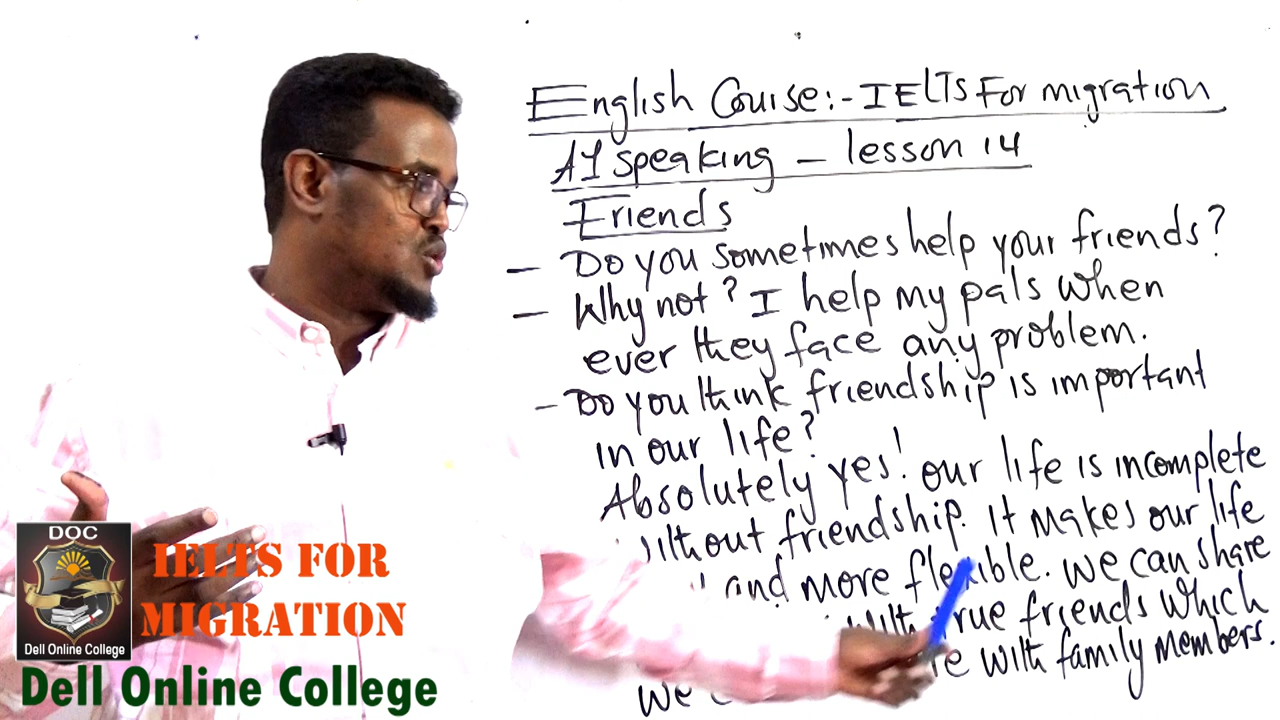 English Course:- IELTS For migration
AI speaking - lesson 14
Friends
- Do you sometimes help your friends?
- Why not? I help my pals when
ever they face any problem.
- Do you think friendship is important
in our life?
Absolutely yes! our life is incomplete
without friendship. It makes our life
and more flexible. We can share
with true friends which
We with family members.
DOC
Dell Online College
IELTS FOR
MIGRATION
Dell Online College